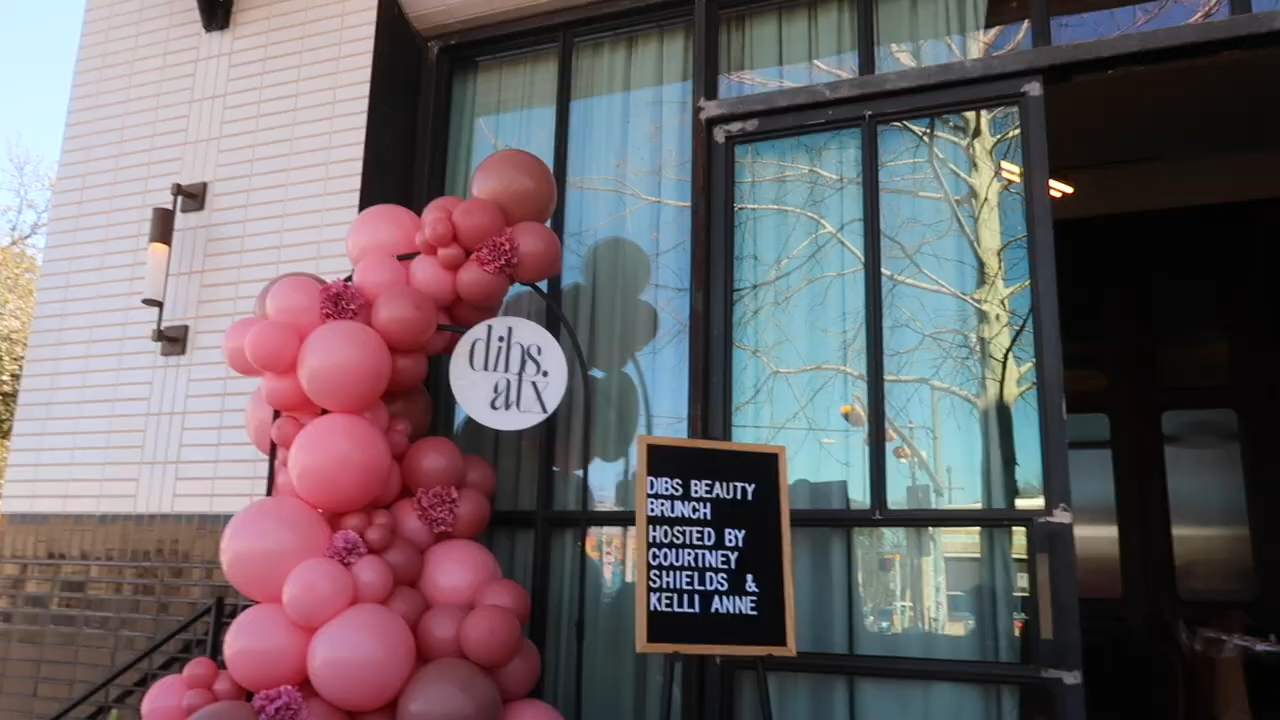 dibs.
atx
DIBS BEAUTY
BRUNCH
HOSTED BY
COURTNEY
SHIELDS &
KELLI ANNE